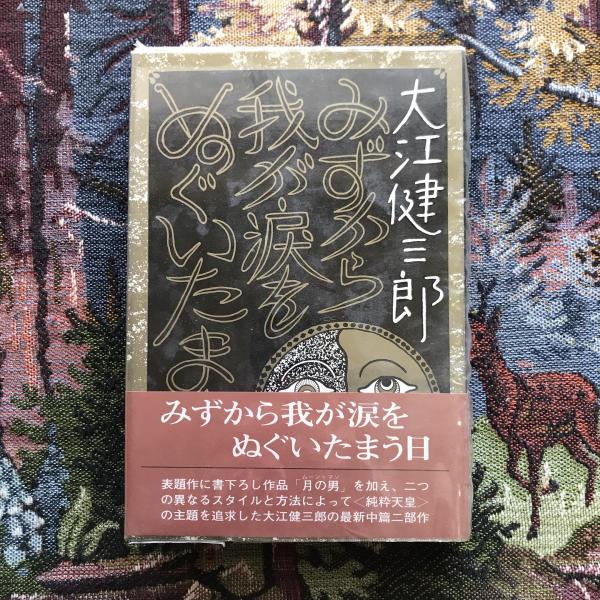 大江健三郎
みずから
我が涙を
ぬぐいたま
みずから我が涙を
ぬぐいたまう日
表題作に書下ろし作品「月の男」を加え、二つ
の異なるスタイルと方法によって＜純粋天皇＞
の主題を追求した大江健三郎の最新中篇二部作